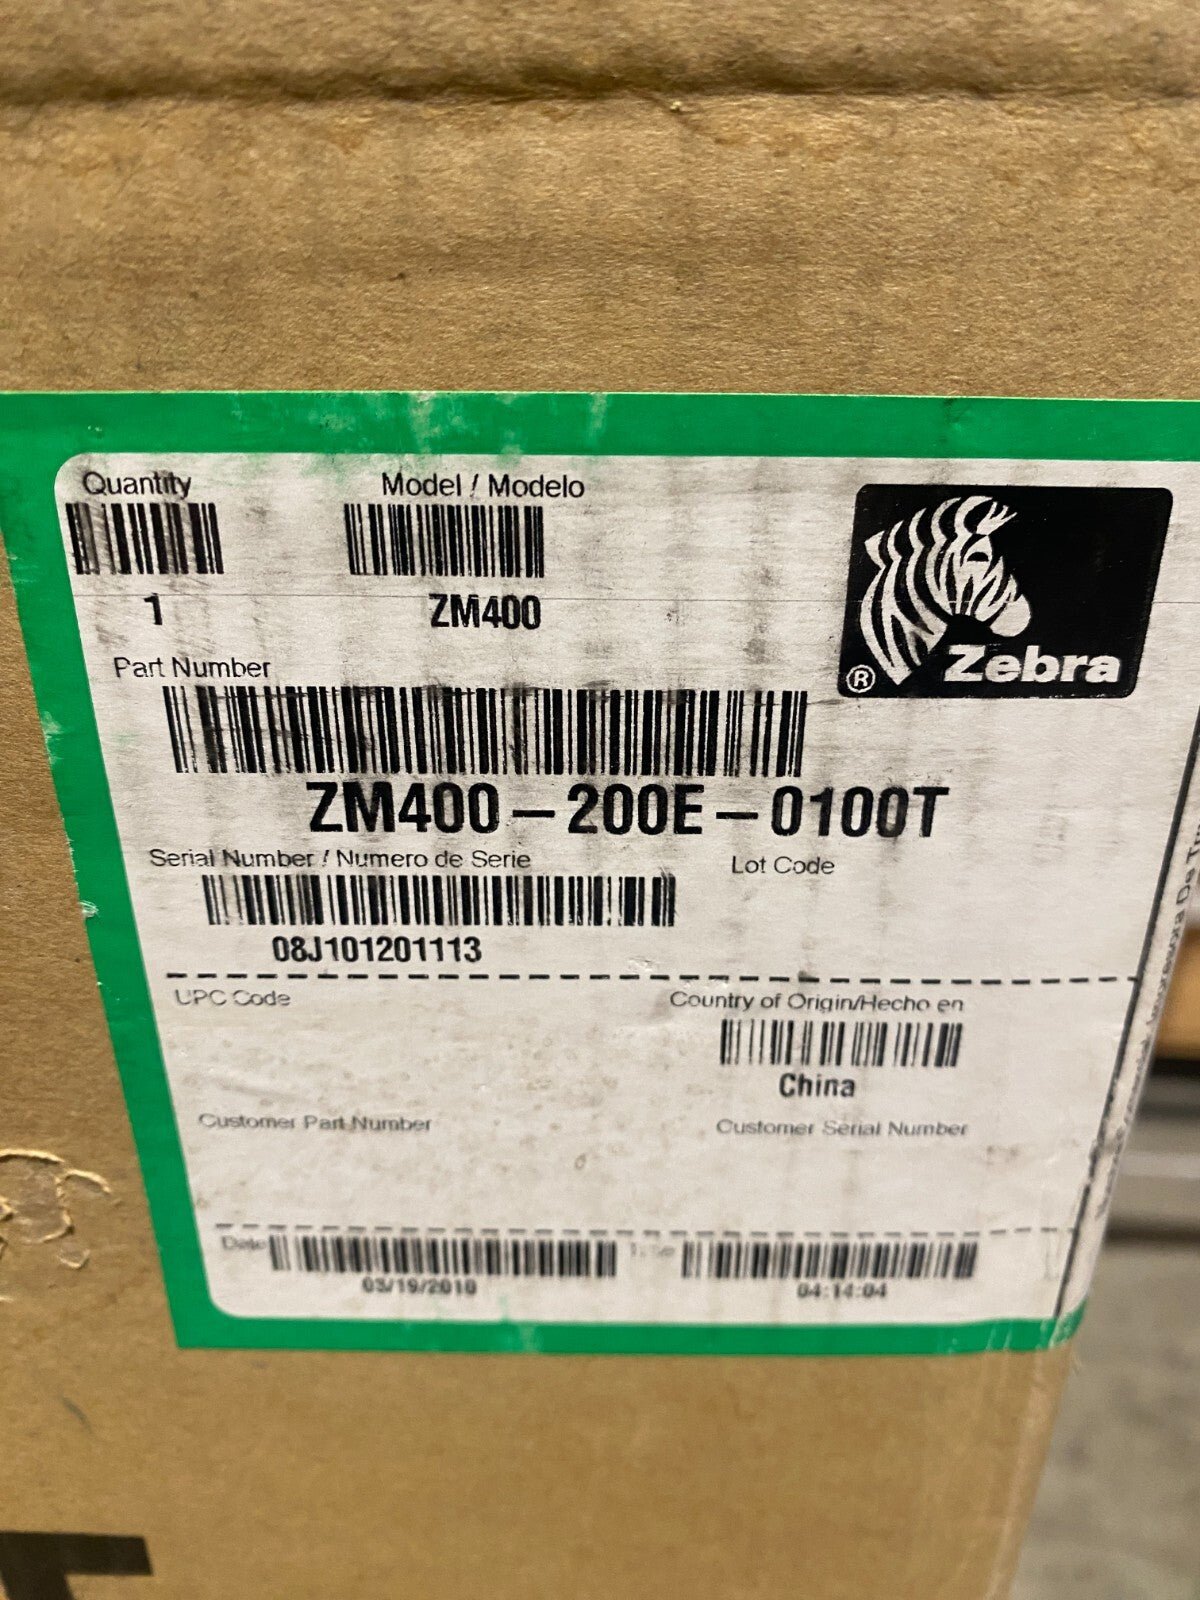 Quantity
Model / Modelo
1
ZM400
Zebra
®
Part Number
ZM400-200E-0100T
Serial Number / Numero de Serie
Lot Code
08J101201113
UPC Code
Country of Origin/Hecho en
China
Customer Part Number
Customer Serial Number
Date
03/19/2010
04:14:04